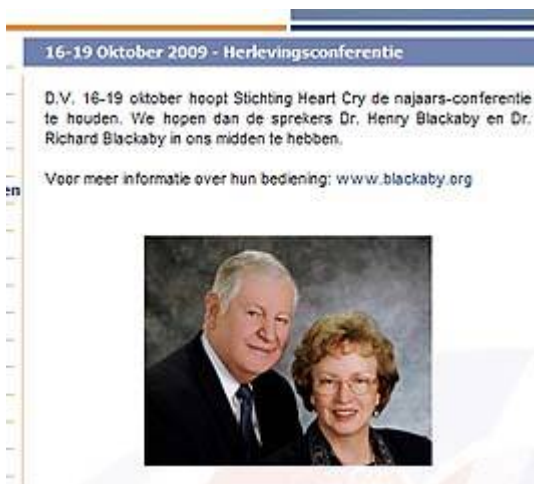 16-19 Oktober 2009 - Herlevingsconferentie
D.V. 16-19 oktober hoopt Stichting Heart Cry de najaars-conferentie
te houden. We hopen dan de sprekers Dr. Henry Blackaby en Dr.
Richard Blackaby in ons midden te hebben.
en
Voor meer informatie over hun bediening: www.blackaby.org